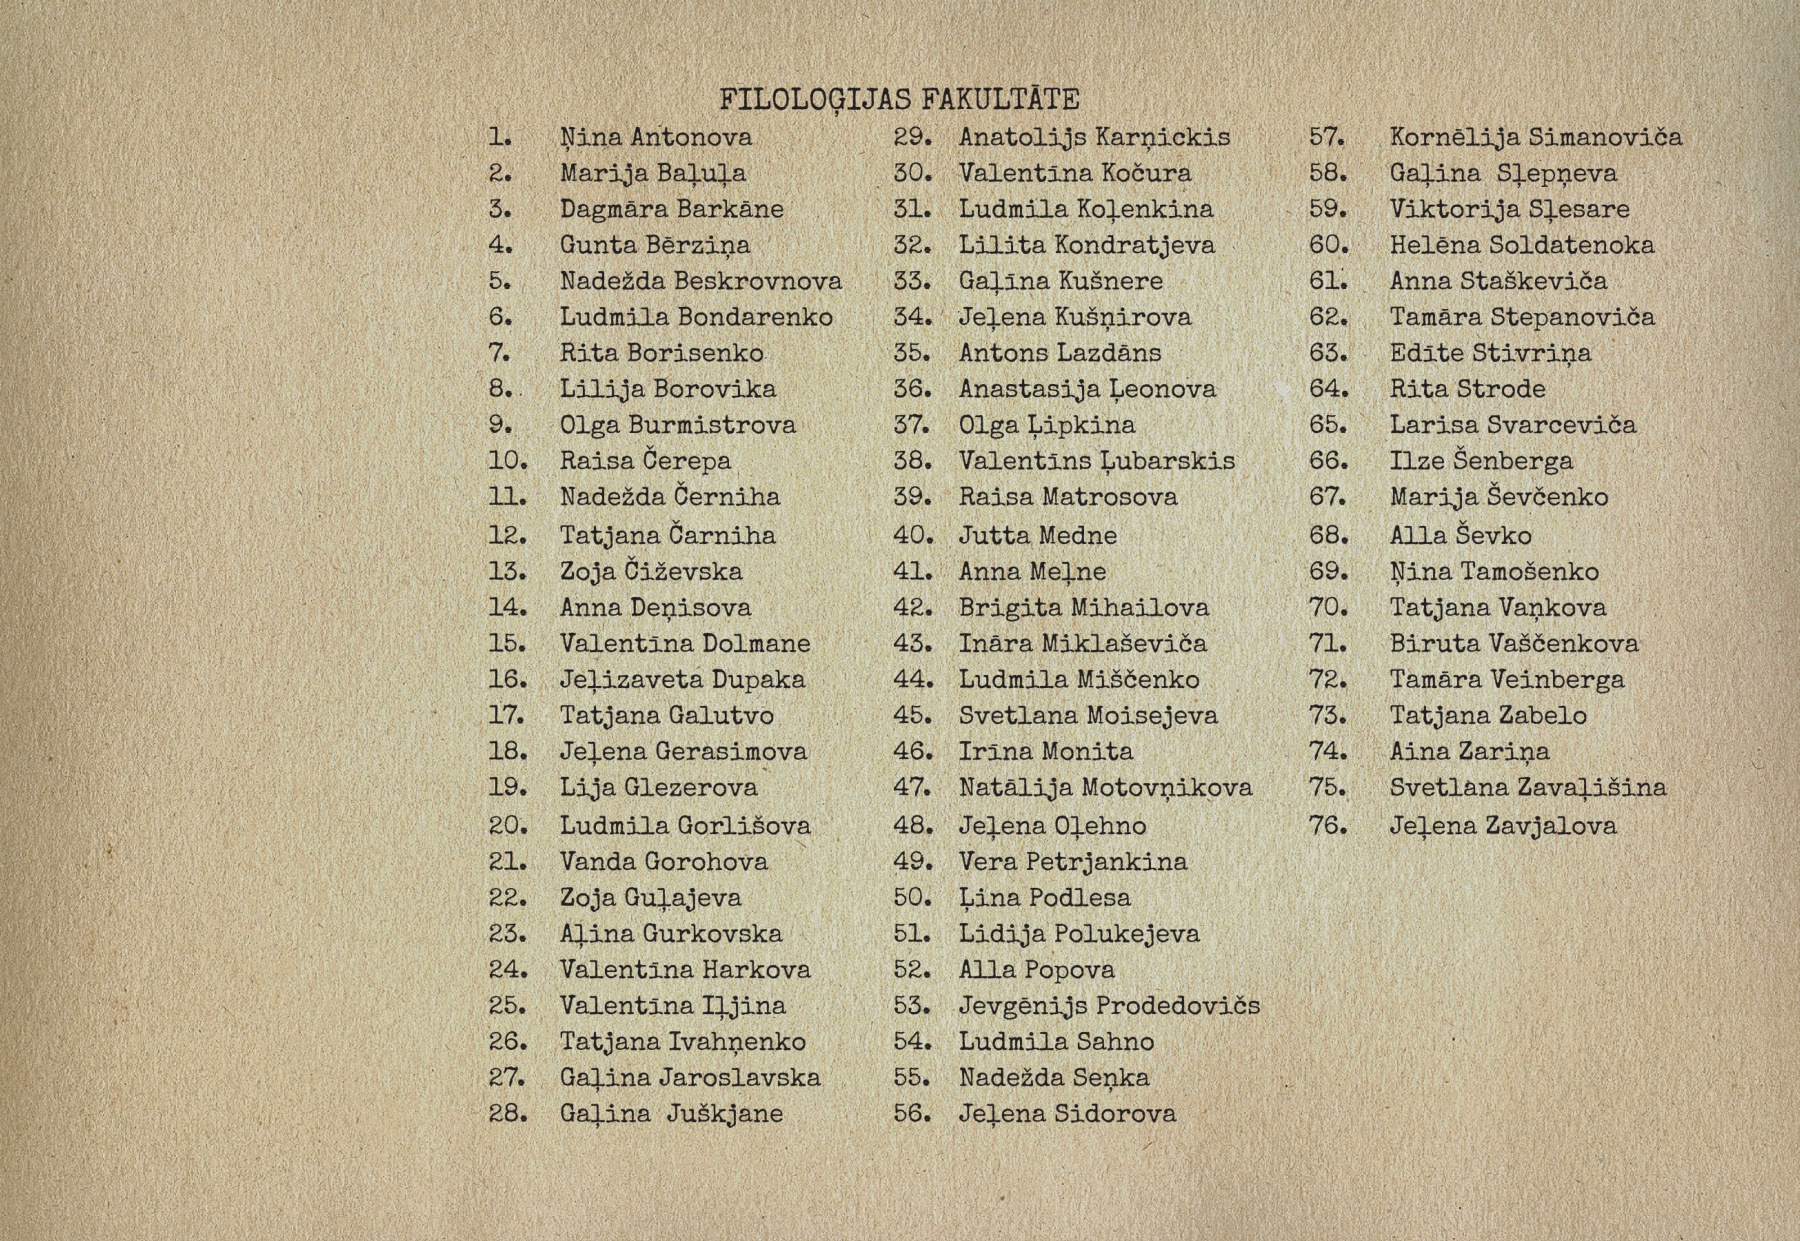 FILOLOĢIJAS FAKULTĀTE
1. Ņina Antonova
2. Marija Baļuļa
3. Dagmāra Barkāne
4. Gunta Bērziņa
5. Nadežda Beskrovnova
6. Ludmila Bondarenko
7. Rita Borisenko
8. Lilija Borovika
9. Olga Burmistrova
10. Raisa Čerepa
11. Nadežda Černiha
12. Tatjana Čarniha
13. Zoja Čiževska
14. Anna Deņisova
15. Valentīna Dolmane
16. Jeļizaveta Dupaka
17. Tatjana Galutvo
18. Jeļena Gerasimova
19. Lija Glezerova
20. Ludmila Gorlišova
21. Vanda Gorohova
22. Zoja Guļajeva
23. Aļina Gurkovska
24. Valentīna Harkova
25. Valentīna Iļjina
26. Tatjana Ivahņenko
27. Gaļina Jaroslavska
28. Gaļina Juškjane
29. Anatolijs Karņickis
30. Valentīna Kočura
31. Ludmila Koļenkina
32. Lilita Kondratjeva
33. Gaļīna Kušnere
34. Jeļena Kušņirova
35. Antons Lazdāns
36. Anastasija Ļeonova
37. Olga Ļipkina
38. Valentīns Ļubarskis
39. Raisa Matrosova
40. Jutta Medne
41. Anna Meļne
42. Brigita Mihailova
43. Ināra Miklaševiča
44. Ludmila Miščenko
45. Svetlana Moisejeva
46. Irīna Monita
47. Natālija Motovņikova
48. Jeļena Oļehno
49. Vera Petrjankina
50. Ļina Podlesa
51. Lidija Polukejeva
52. Alla Popova
53. Jevgēnijs Prodedovičs
54. Ludmila Sahno
55. Nadežda Seņka
56. Jeļena Sidorova
57. Kornēlija Simanoviča
58. Gaļina Sļepņeva
59. Viktorija Sļesare
60. Helēna Soldatenoka
61. Anna Staškeviča
62. Tamāra Stepanoviča
63. Edīte Stivriņa
64. Rita Strode
65. Larisa Svarceviča
66. Ilze Šenberga
67. Marija Ševčenko
68. Alla Ševko
69. Ņina Tamošenko
70. Tatjana Vaņkova
71. Biruta Vaščenkova
72. Tamāra Veinberga
73. Tatjana Zabelo
74. Aina Zariņa
75. Svetlana Zavaļišina
76. Jeļena Zavjalova